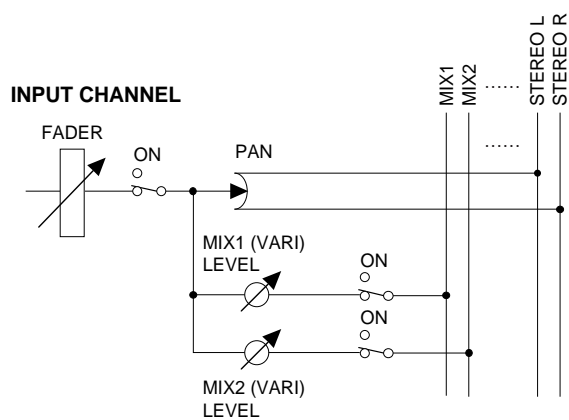 MIX1
MIX2
......
STEREO L
STEREO R
INPUT CHANNEL
FADER
ON
PAN
......
MIX1 (VARI)
LEVEL
ON
ON
MIX2 (VARI)
LEVEL